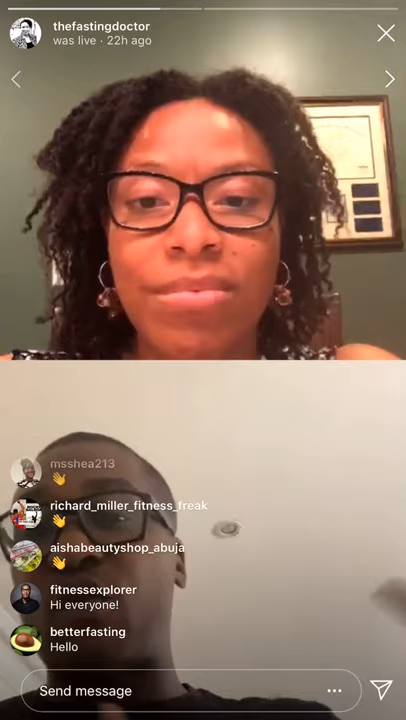 thefastingdoctor
was live · 22h ago
msshea213
👋
richard_miller_fitness_freak
👋
aishabeautyshop_abuja
👋
fitnessexplorer
Hi everyone!
betterfasting
Hello
Send message